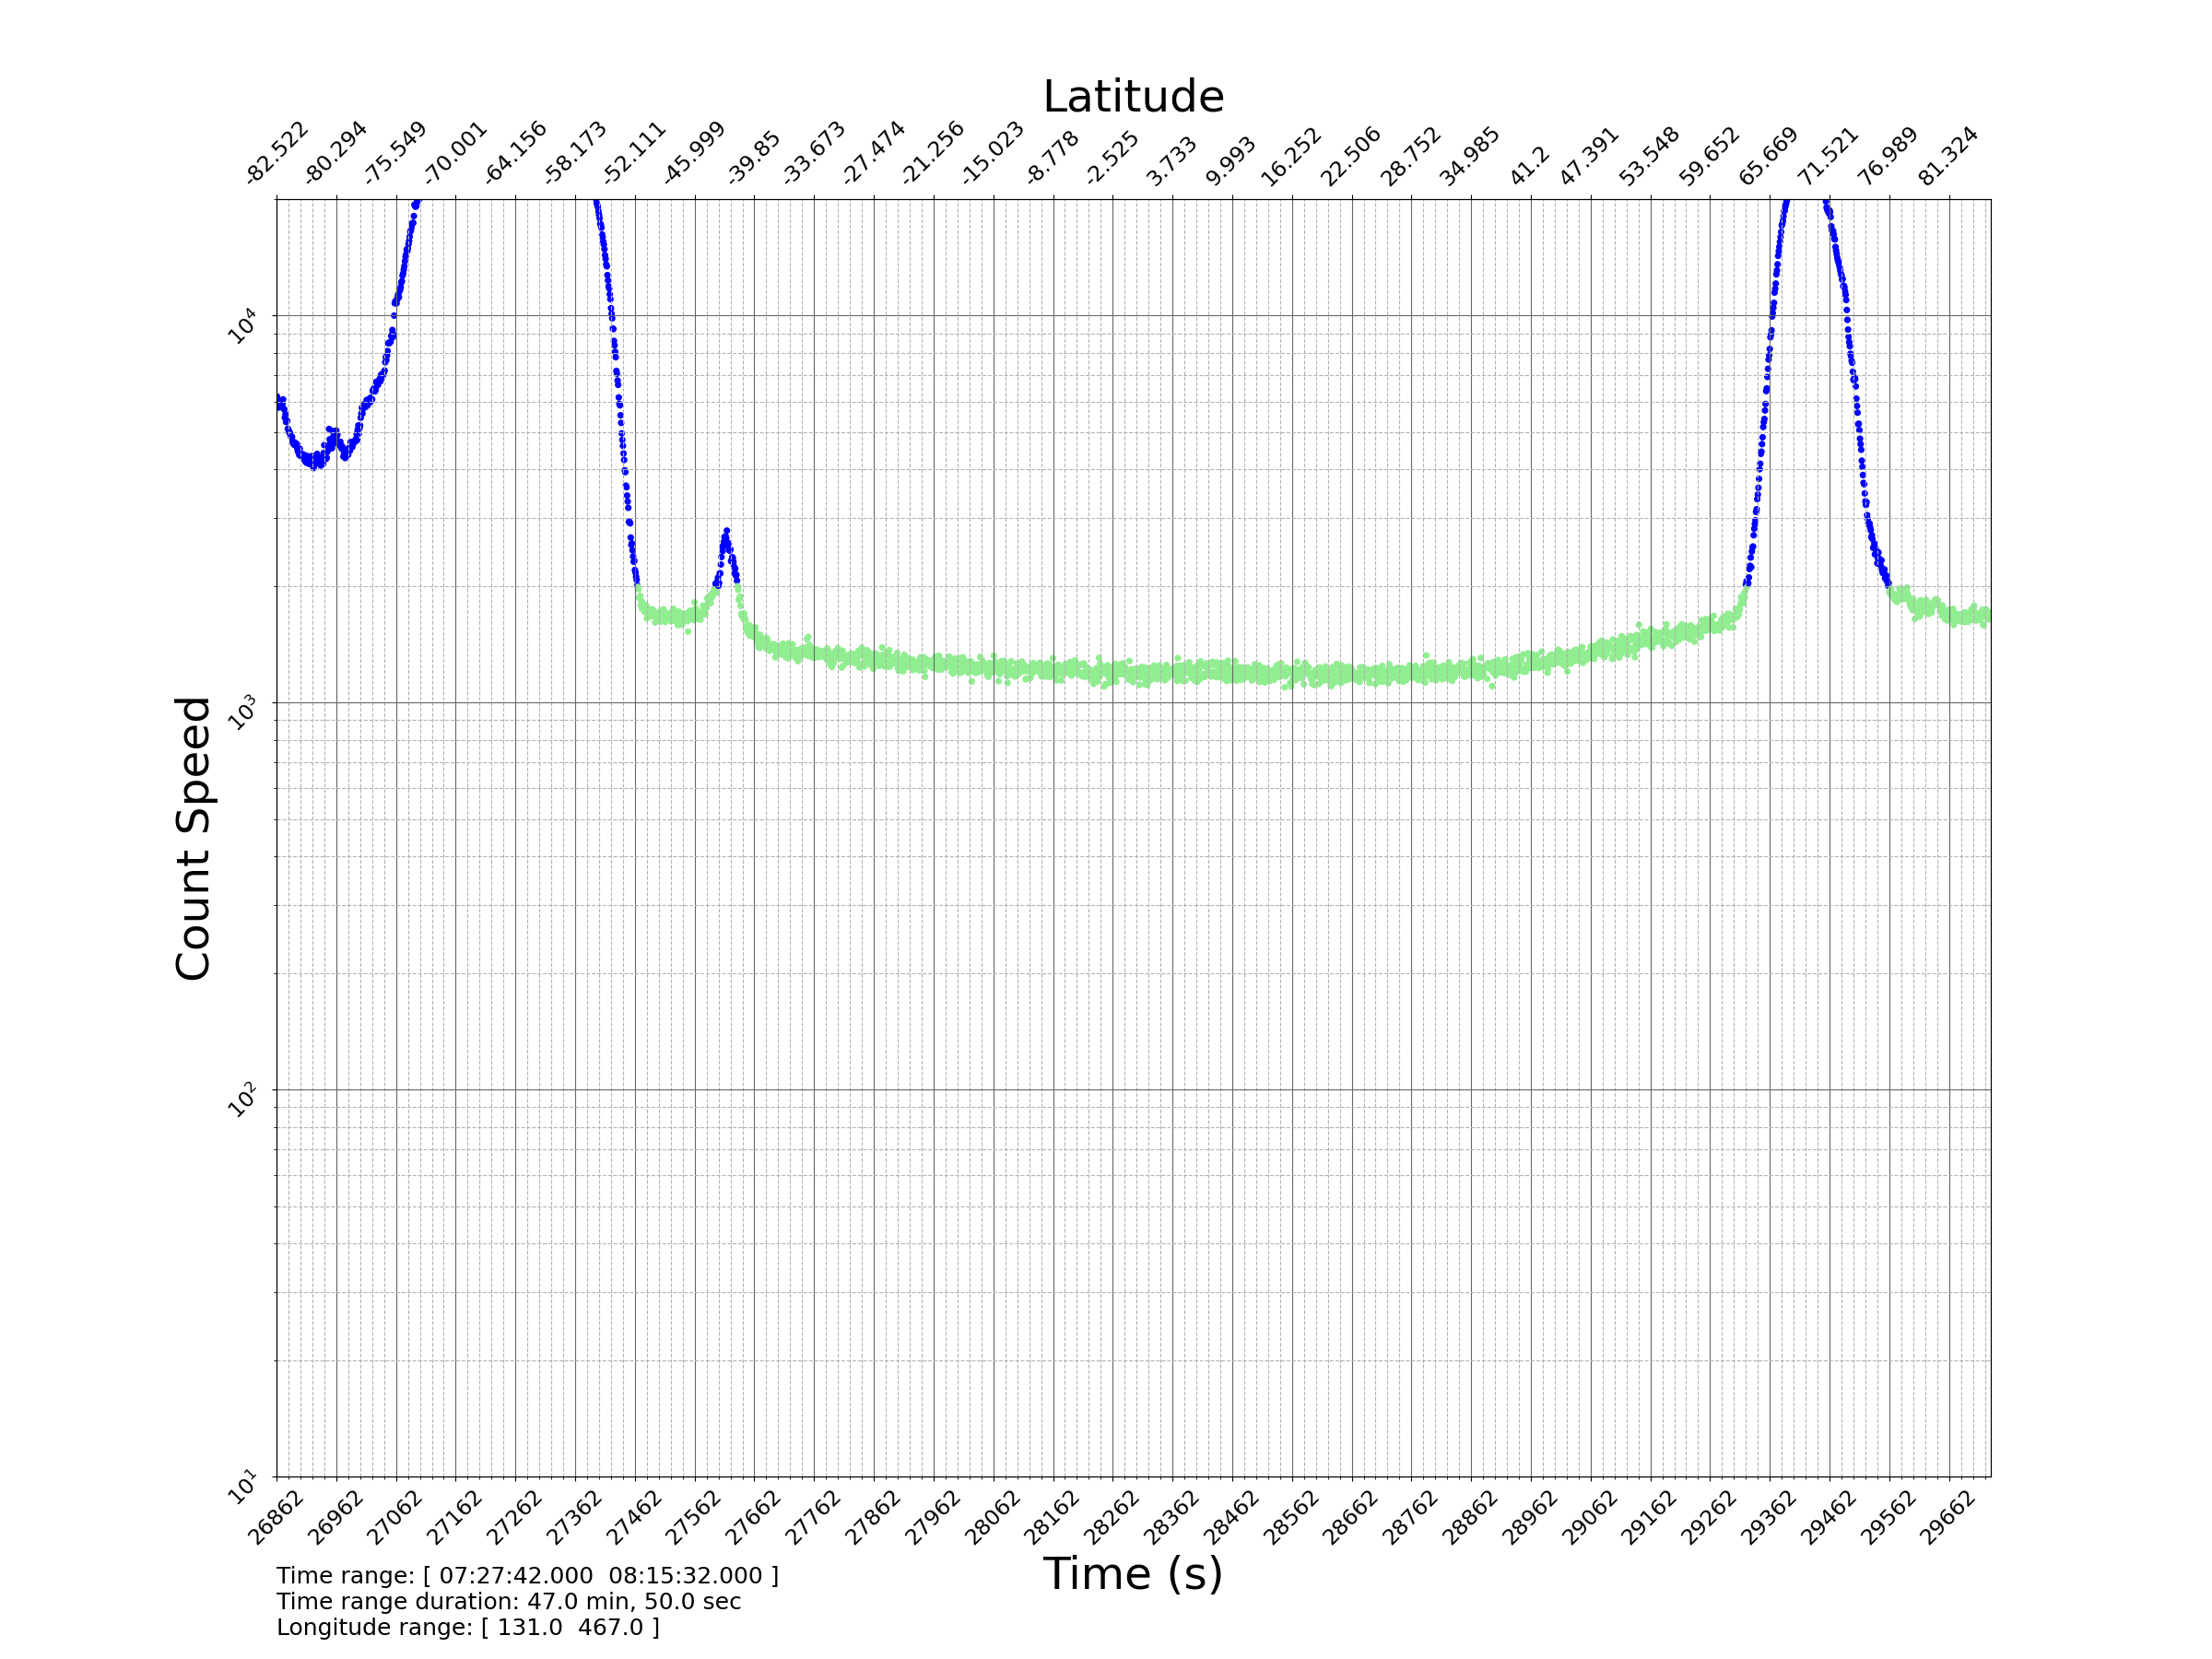 Latitude
-82.522 -80.294 -75.549 -70.001 -64.156 -58.173 -52.111 -45.999 -39.85 -33.673 -27.474 -21.256 -15.023 -8.778 -2.525 3.733 9.993 16.252 22.506 28.752 34.985 41.2 47.391 53.548 59.652 65.669 71.521 76.989 81.324
10⁴
10³
Count Speed
10²
10¹
26862 26962 27062 27162 27262 27362 27462 27562 27662 27762 27862 27962 28062 28162 28262 28362 28462 28562 28662 28762 28862 28962 29062 29162 29262 29362 29462 29562 29662
Time (s)
Time range: [ 07:27:42.000  08:15:32.000 ]
Time range duration: 47.0 min, 50.0 sec
Longitude range: [ 131.0  467.0 ]